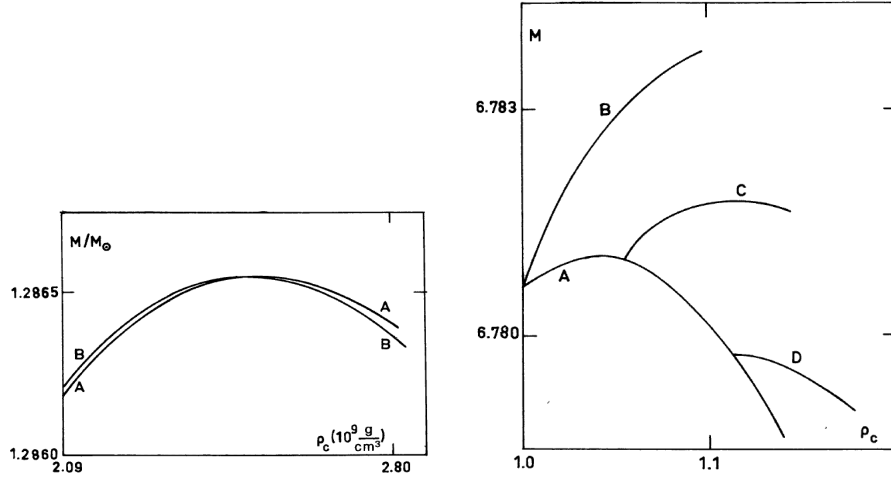 M/M⊙
1.2865
A
B
B
A
ρc (10⁹ g/cm³)
1.2860
2.09
2.80
M
6.783
B
C
A
6.780
D
ρc
1.0
1.1